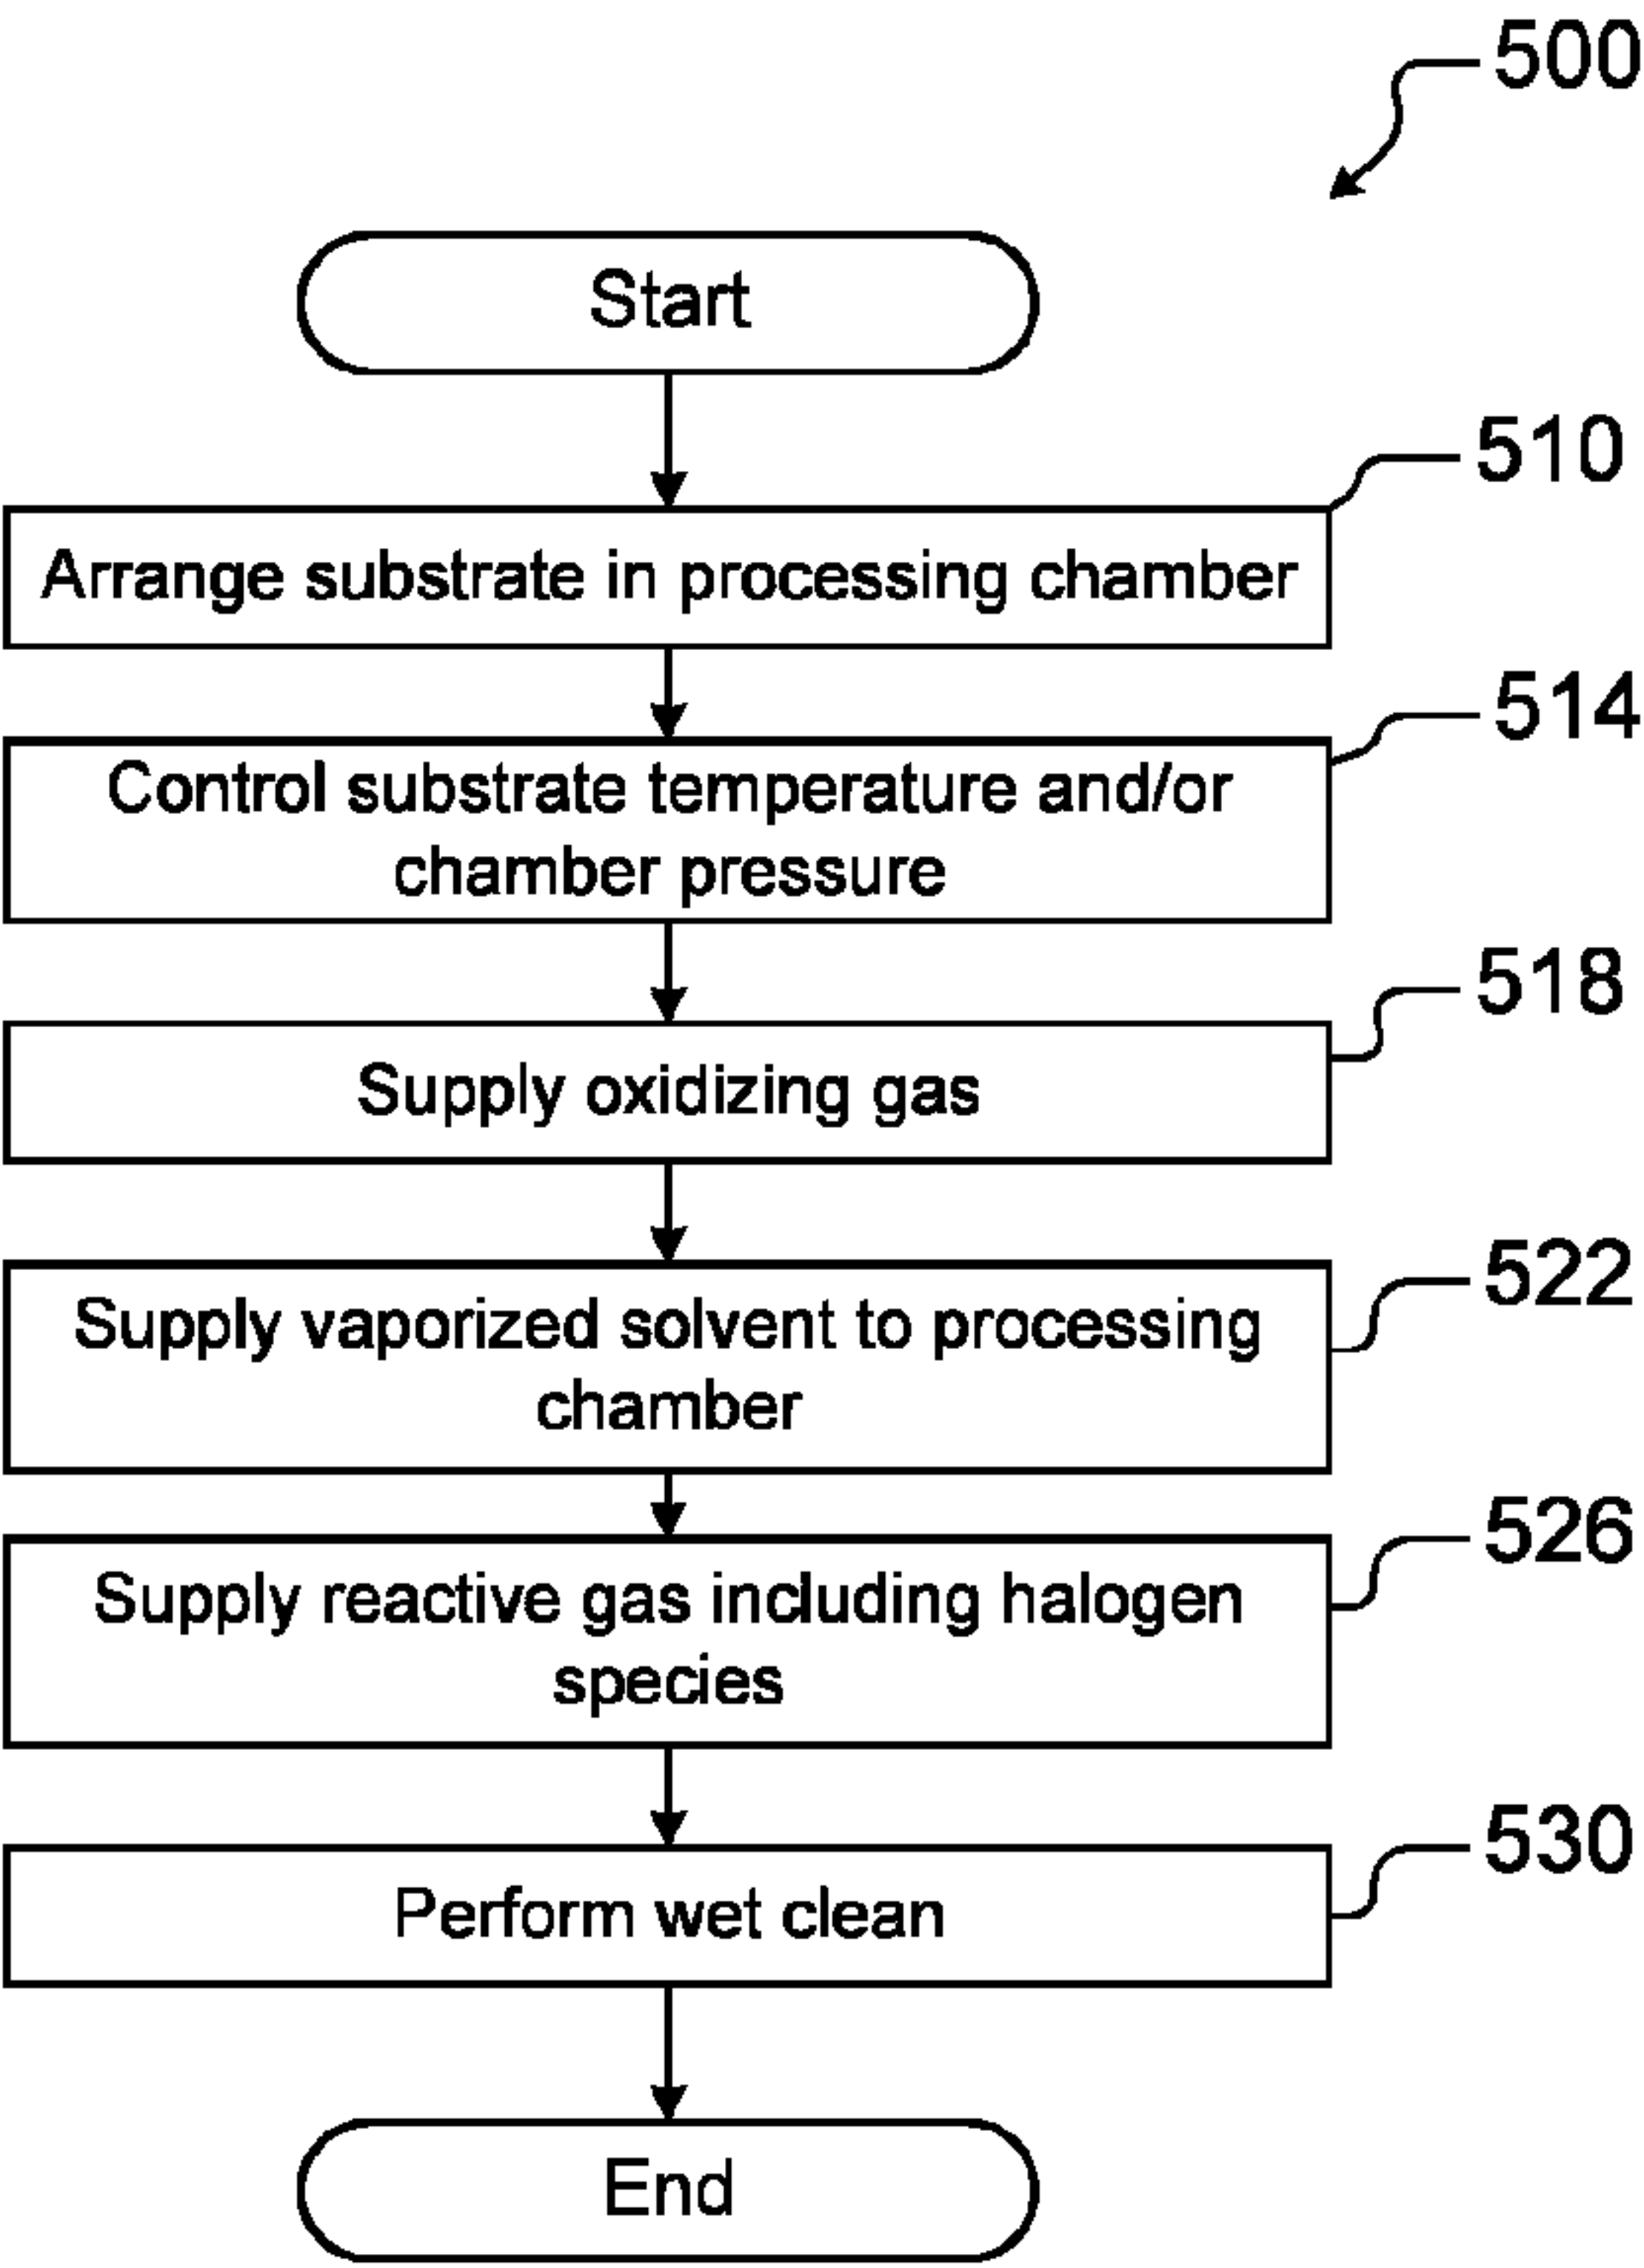 500
Start
510
Arrange substrate in processing chamber
514
Control substrate temperature and/or
chamber pressure
518
Supply oxidizing gas
522
Supply vaporized solvent to processing
chamber
526
Supply reactive gas including halogen
species
530
Perform wet clean
End